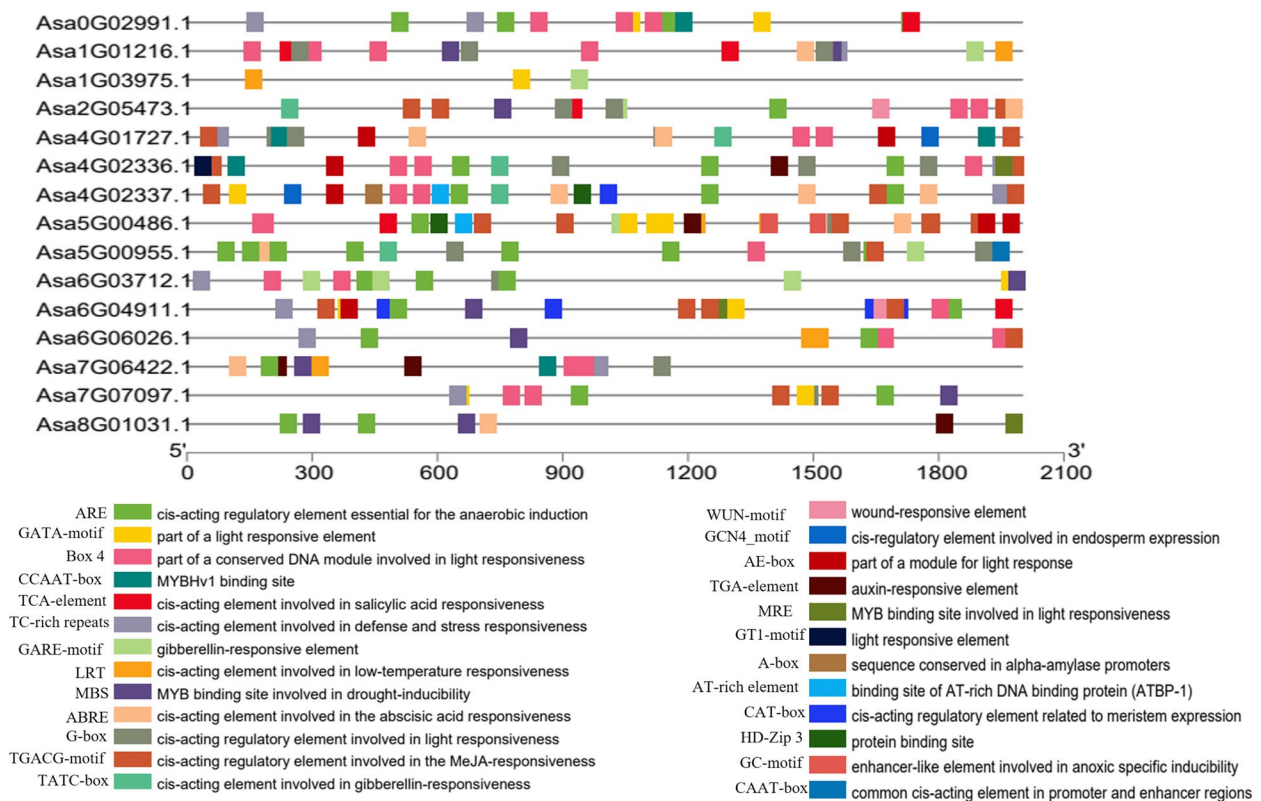 Asa0G02991.1
Asa1G01216.1
Asa1G03975.1
Asa2G05473.1
Asa4G01727.1
Asa4G02336.1
Asa4G02337.1
Asa5G00486.1
Asa5G00955.1
Asa6G03712.1
Asa6G04911.1
Asa6G06026.1
Asa7G06422.1
Asa7G07097.1
Asa8G01031.1
5' 3'
0 300 600 900 1200 1500 1800 2100
ARE cis-acting regulatory element essential for the anaerobic induction
GATA-motif part of a light responsive element
Box 4 part of a conserved DNA module involved in light responsiveness
CCAAT-box MYBHv1 binding site
TCA-element cis-acting element involved in salicylic acid responsiveness
TC-rich repeats cis-acting element involved in defense and stress responsiveness
GARE-motif gibberellin-responsive element
LRT cis-acting element involved in low-temperature responsiveness
MBS MYB binding site involved in drought-inducibility
ABRE cis-acting element involved in the abscisic acid responsiveness
G-box cis-acting regulatory element involved in light responsiveness
TGACG-motif cis-acting regulatory element involved in the MeJA-responsiveness
TATC-box cis-acting element involved in gibberellin-responsiveness
WUN-motif wound-responsive element
GCN4_motif cis-regulatory element involved in endosperm expression
AE-box part of a module for light response
TGA-element auxin-responsive element
MRE MYB binding site involved in light responsiveness
GT1-motif light responsive element
A-box sequence conserved in alpha-amylase promoters
AT-rich element binding site of AT-rich DNA binding protein (ATBP-1)
CAT-box cis-acting regulatory element related to meristem expression
HD-Zip 3 protein binding site
GC-motif enhancer-like element involved in anoxic specific inducibility
CAAT-box common cis-acting element in promoter and enhancer regions